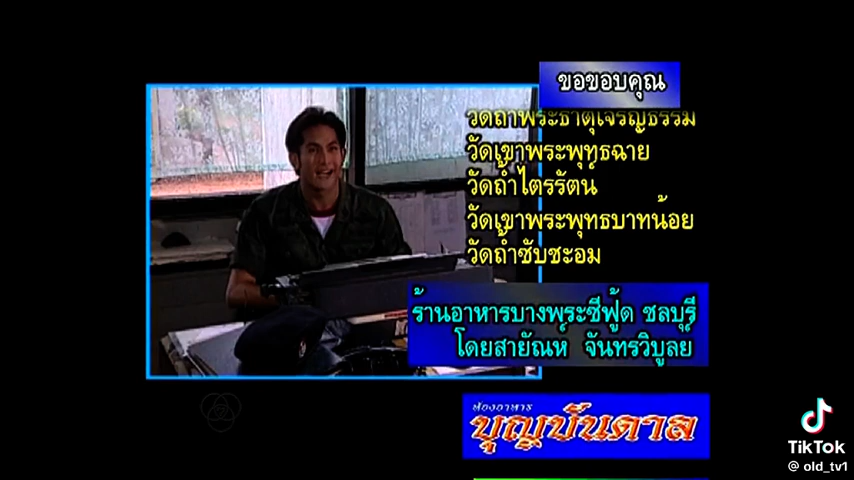 ขอขอบคุณ
วัดถ้ำพระธาตุเจริญธรรม
วัดเขาพระพุทธฉาย
วัดถ้ำไตรรัตน์
วัดเขาพระพุทธบาทน้อย
วัดถ้ำซับชะอม
ร้านอาหารบางพระซีฟู้ด ชลบุรี
โดยสายัณห์ จันทรวิบูลย์
ห้องอาหาร
บุญบันดาล
TikTok
@ old_tv1